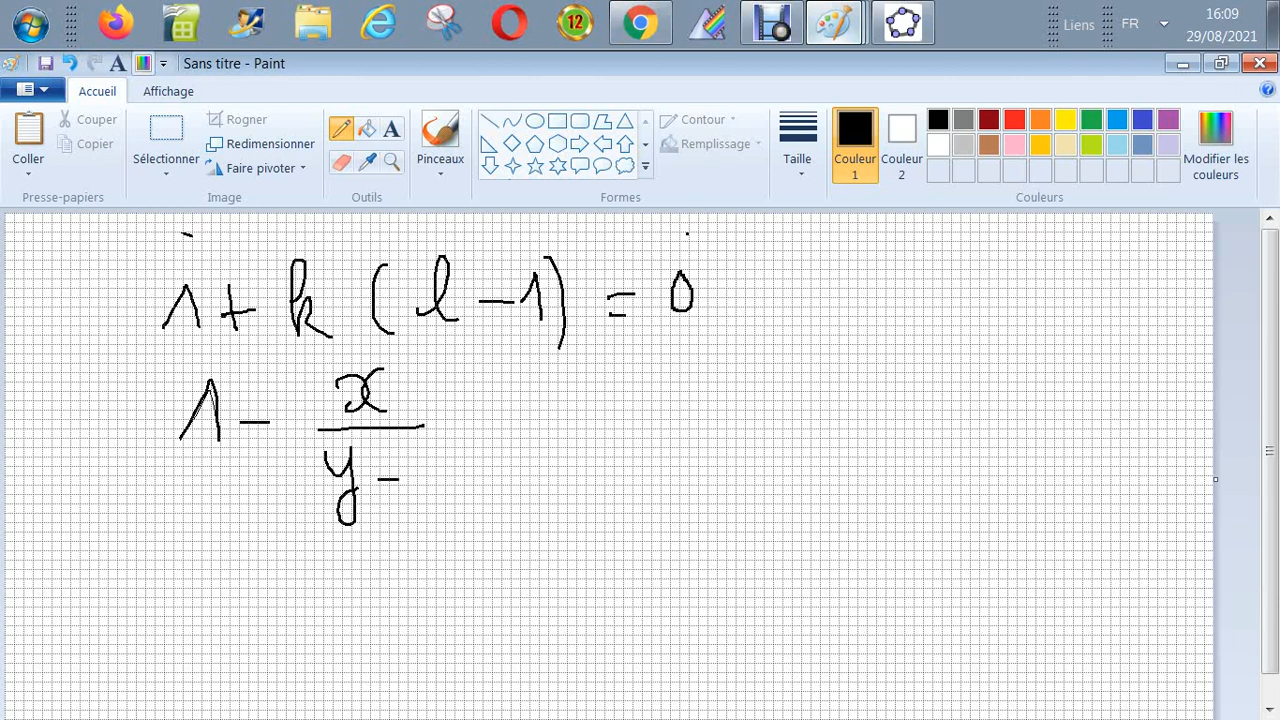 16:09
Liens FR
29/08/2021
12
A Sans titre - Paint
Accueil Affichage
Coller
Couper
Copier
Presse-papiers
Sélectionner
Rogner
Redimensionner
Faire pivoter
Image
A
Outils
Pinceaux
Contour
Remplissage
Formes
Taille
Couleur 1
Couleur 2
Modifier les couleurs
Couleurs
1 + k (l - 1) = 0
1 - x
y -